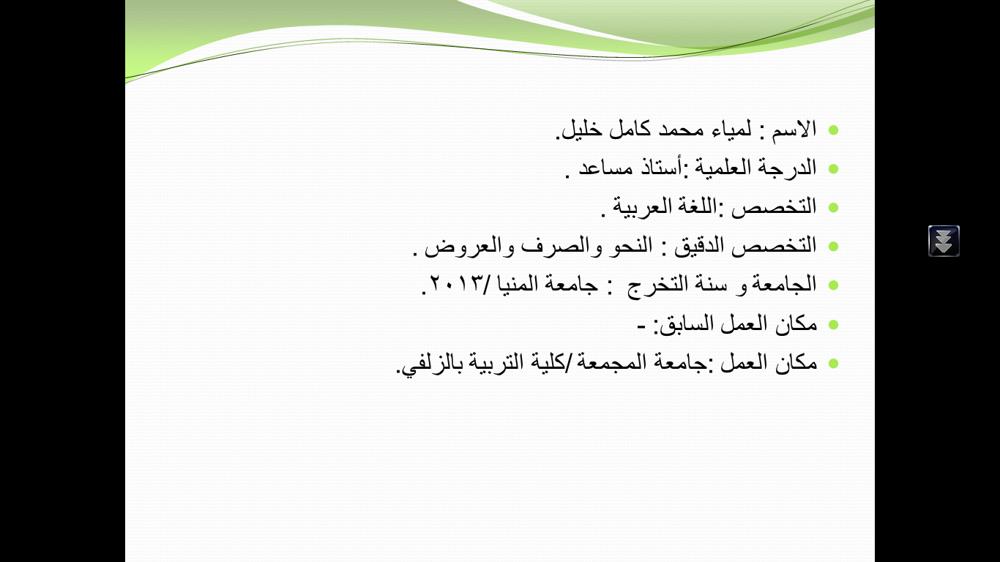 الاسم : لمياء محمد كامل خليل.
الدرجة العلمية :أستاذ مساعد .
التخصص :اللغة العربية .
التخصص الدقيق : النحو والصرف والعروض .
الجامعة و سنة التخرج : جامعة المنيا /٢٠١٣.
مكان العمل السابق: -
مكان العمل :جامعة المجمعة /كلية التربية بالزلفي.